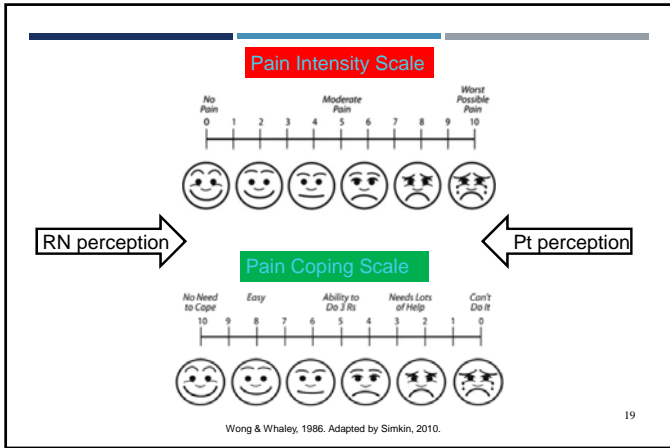 Pain Intensity Scale
No
Pain
Moderate
Pain
Worst
Possible
Pain
0 1 2 3 4 5 6 7 8 9 10
RN perception
Pt perception
Pain Coping Scale
No Need
to Cope
Easy
Ability to
Do 3 Rs
Needs Lots
of Help
Can't
Do It
10 9 8 7 6 5 4 3 2 1 0
Wong & Whaley, 1986. Adapted by Simkin, 2010.
19